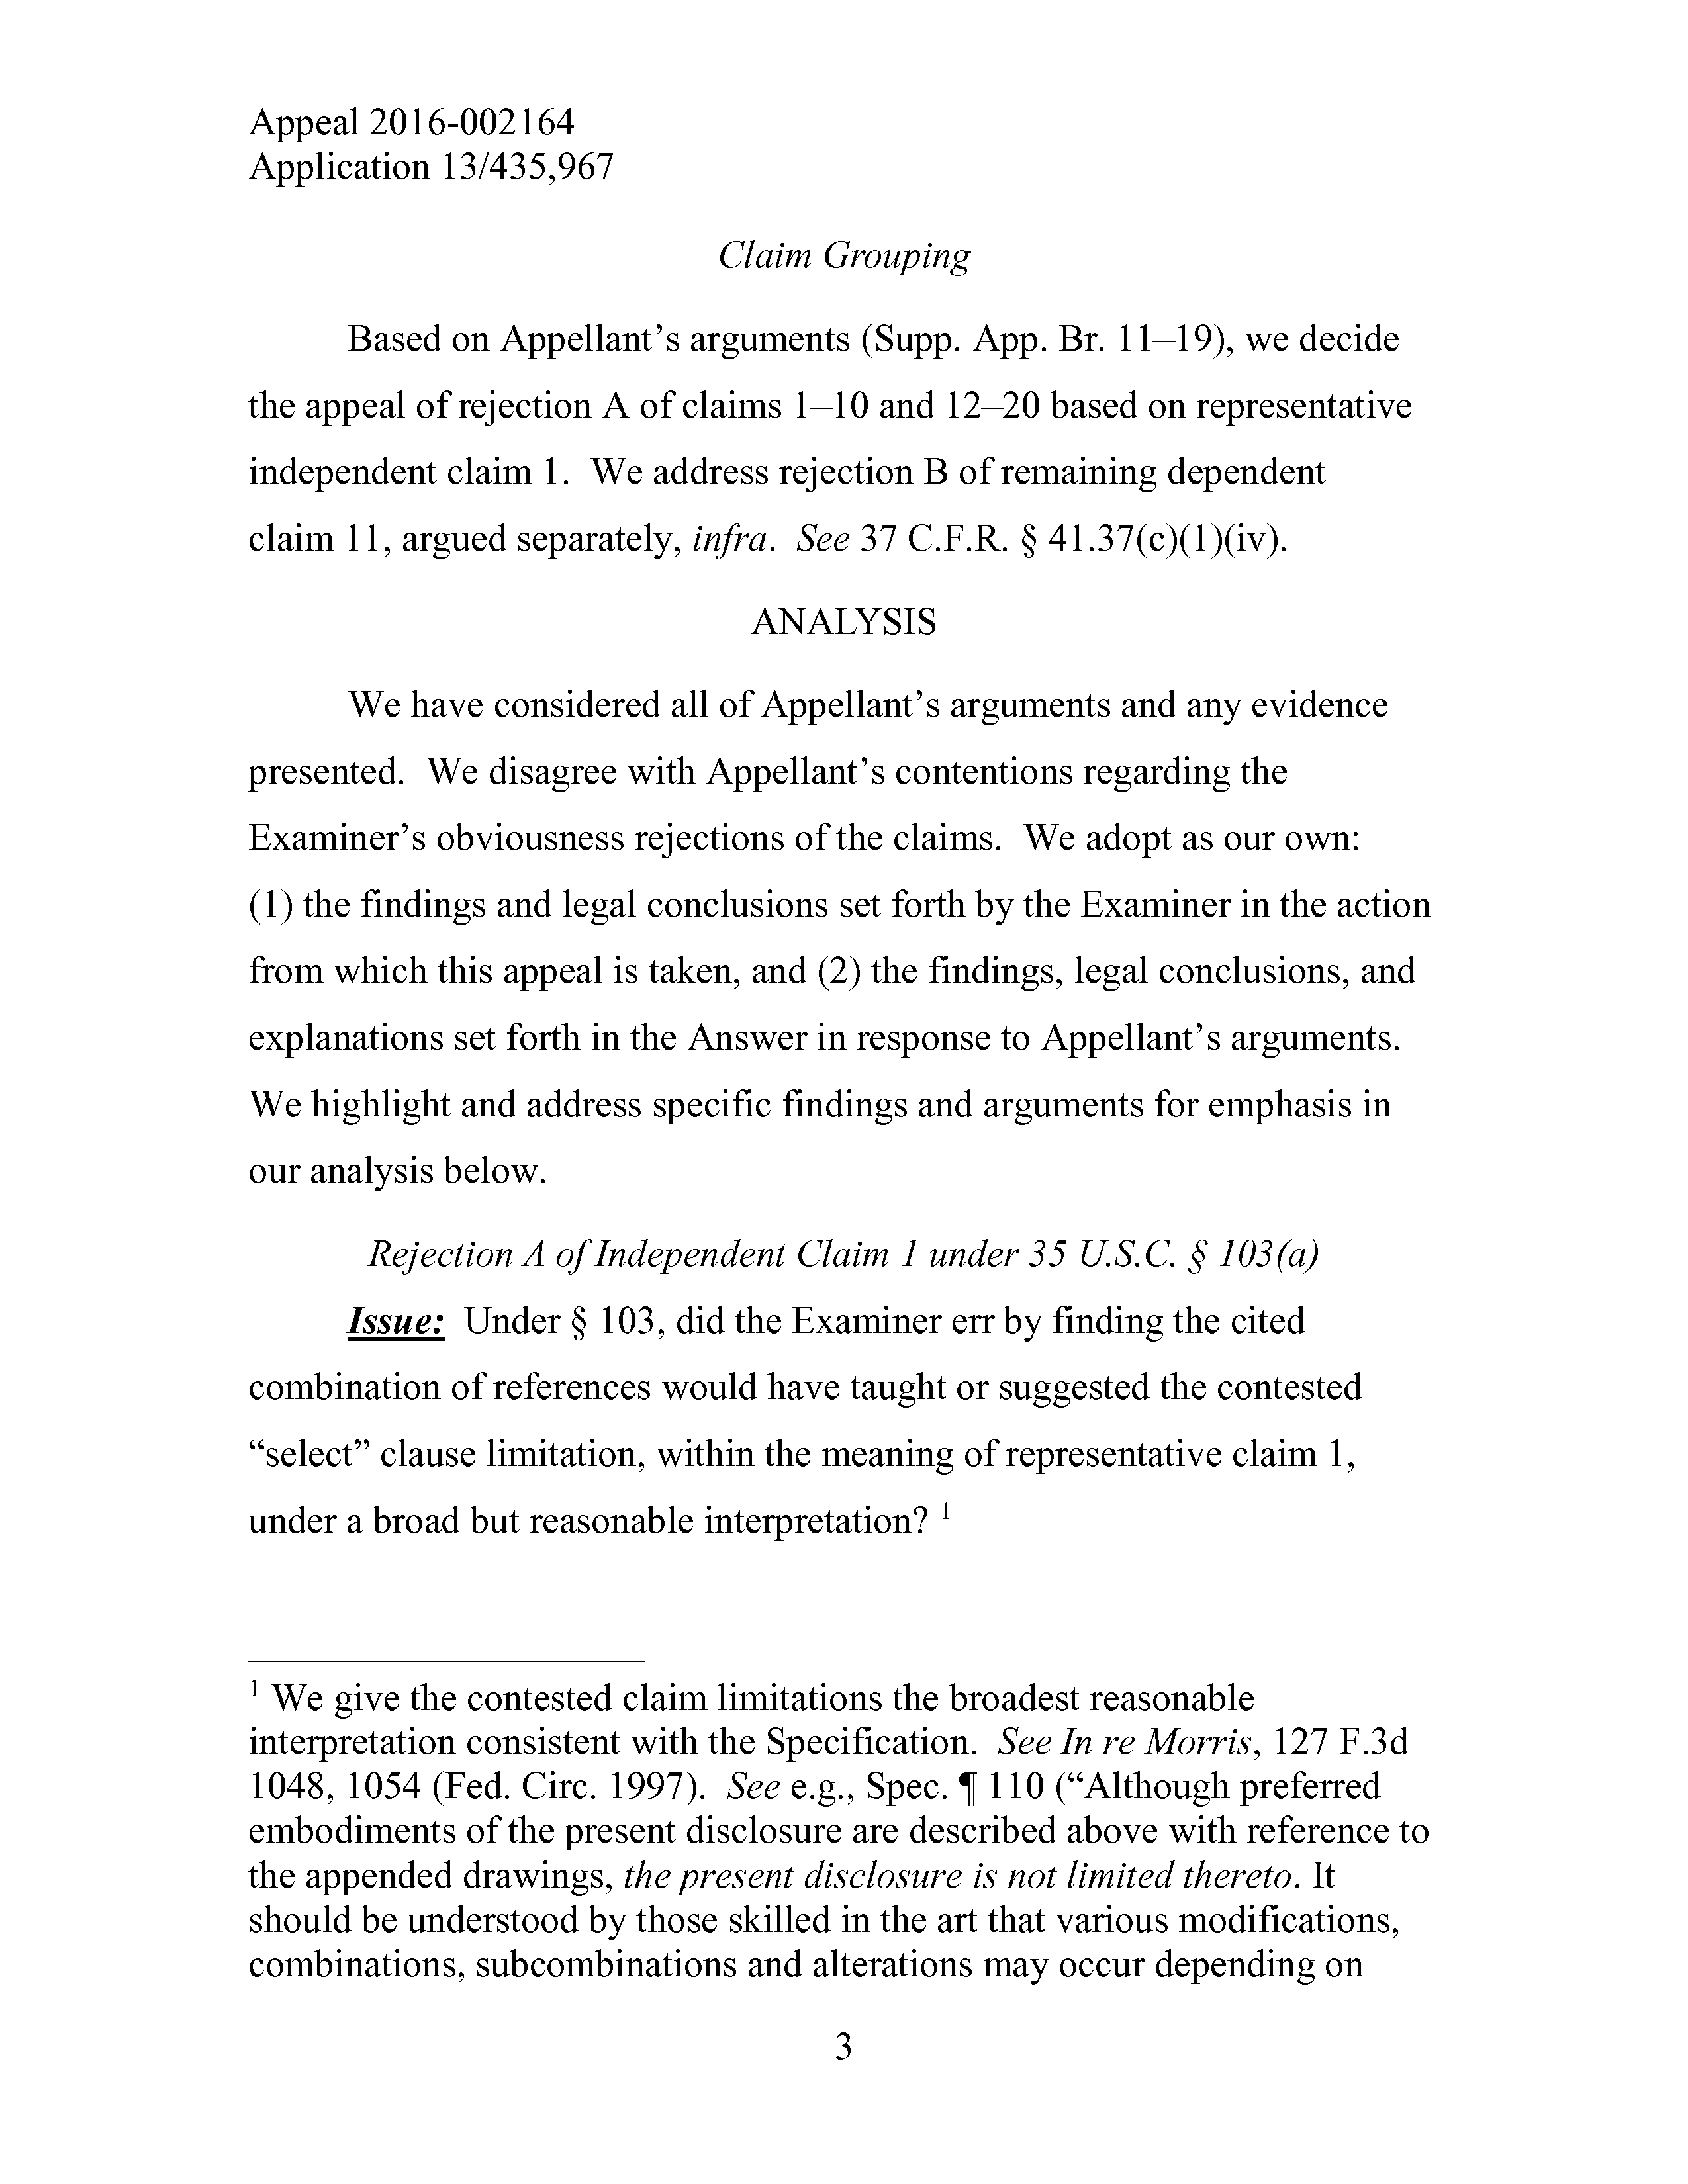 Appeal 2016-002164
Application 13/435,967
Claim Grouping
Based on Appellant’s arguments (Supp. App. Br. 11–19), we decide
the appeal of rejection A of claims 1–10 and 12–20 based on representative
independent claim 1.  We address rejection B of remaining dependent
claim 11, argued separately, infra.  See 37 C.F.R. § 41.37(c)(1)(iv).
ANALYSIS
We have considered all of Appellant’s arguments and any evidence
presented.  We disagree with Appellant’s contentions regarding the
Examiner’s obviousness rejections of the claims.  We adopt as our own:
(1) the findings and legal conclusions set forth by the Examiner in the action
from which this appeal is taken, and (2) the findings, legal conclusions, and
explanations set forth in the Answer in response to Appellant’s arguments.
We highlight and address specific findings and arguments for emphasis in
our analysis below.
Rejection A of Independent Claim 1 under 35 U.S.C. § 103(a)
Issue:  Under § 103, did the Examiner err by finding the cited
combination of references would have taught or suggested the contested
“select” clause limitation, within the meaning of representative claim 1,
under a broad but reasonable interpretation? 1
1 We give the contested claim limitations the broadest reasonable
interpretation consistent with the Specification.  See In re Morris, 127 F.3d
1048, 1054 (Fed. Circ. 1997).  See e.g., Spec. ¶ 110 (“Although preferred
embodiments of the present disclosure are described above with reference to
the appended drawings, the present disclosure is not limited thereto. It
should be understood by those skilled in the art that various modifications,
combinations, subcombinations and alterations may occur depending on
3